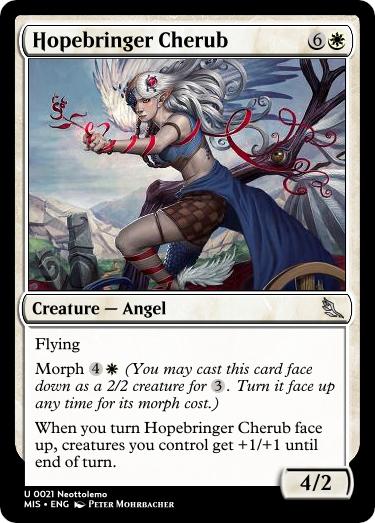 Hopebringer Cherub 6
Creature — Angel
Flying
Morph 4 (You may cast this card face
down as a 2/2 creature for 3. Turn it face up
any time for its morph cost.)
When you turn Hopebringer Cherub face
up, creatures you control get +1/+1 until
end of turn.
4/2
U 0021 Neottolemo
MIS • ENG Peter Mohrbacher